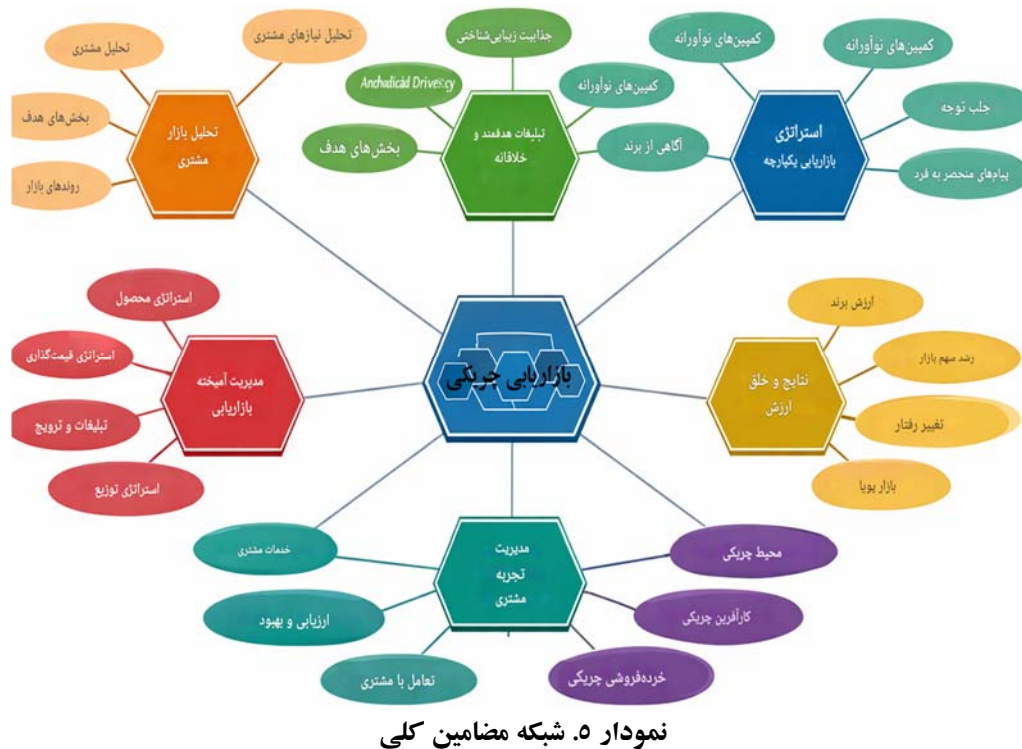 تحلیل مشتری
تحلیل نیازهای مشتری
بخش‌های هدف
روندهای بازار
تحلیل بازار
مشتری
جذابیت زیبایی‌شناختی
Andvadicád Drivescy
کمپین‌های نوآورانه
بخش‌های هدف
آگاهی از برند
تبلیغات هدفمند و
خلاقانه
کمپین‌های نوآورانه
کمپین‌های نوآورانه
جلب توجه
پیام‌های منحصر به فرد
استراتژی
بازاریابی یکپارچه
بازاریابی چریکی
استراتژی محصول
استراتژی قیمت‌گذاری
تبلیغات و ترویج
استراتژی توزیع
مدیریت آمیخته
بازاریابی
ارزش برند
رشد سهم بازار
تغییر رفتار
بازار پویا
نتایج و خلق
ارزش
خدمات مشتری
ارزیابی و بهبود
تعامل با مشتری
مدیریت
تجربه
مشتری
محیط چریکی
کارآفرین چریکی
خرده‌فروشی چریکی
نمودار ۵. شبکه مضامین کلی